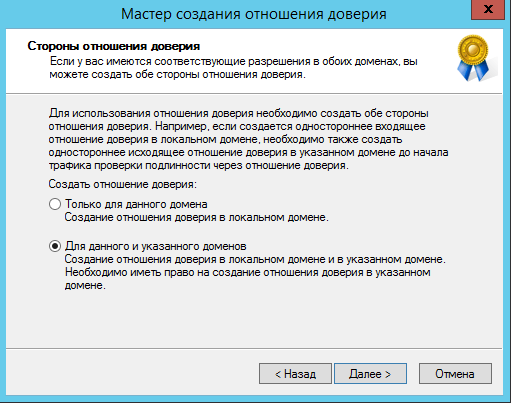 Мастер создания отношения доверия
x
Стороны отношения доверия
Если у вас имеются соответствующие разрешения в обоих доменах, вы
можете создать обе стороны отношения доверия.
Для использования отношения доверия необходимо создать обе стороны
отношения доверия. Например, если создается одностороннее входящее
отношение доверия в локальном домене, необходимо также создать
одностороннее исходящее отношение доверия в указанном домене до начала
трафика проверки подлинности через отношение доверия.
Создать отношение доверия:
Только для данного домена
Создание отношения доверия в локальном домене.
Для данного и указанного доменов
Создание отношения доверия в локальном домене и в указанном домене.
Необходимо иметь право на создание отношения доверия в указанном
домене.
< Назад Далее > Отмена